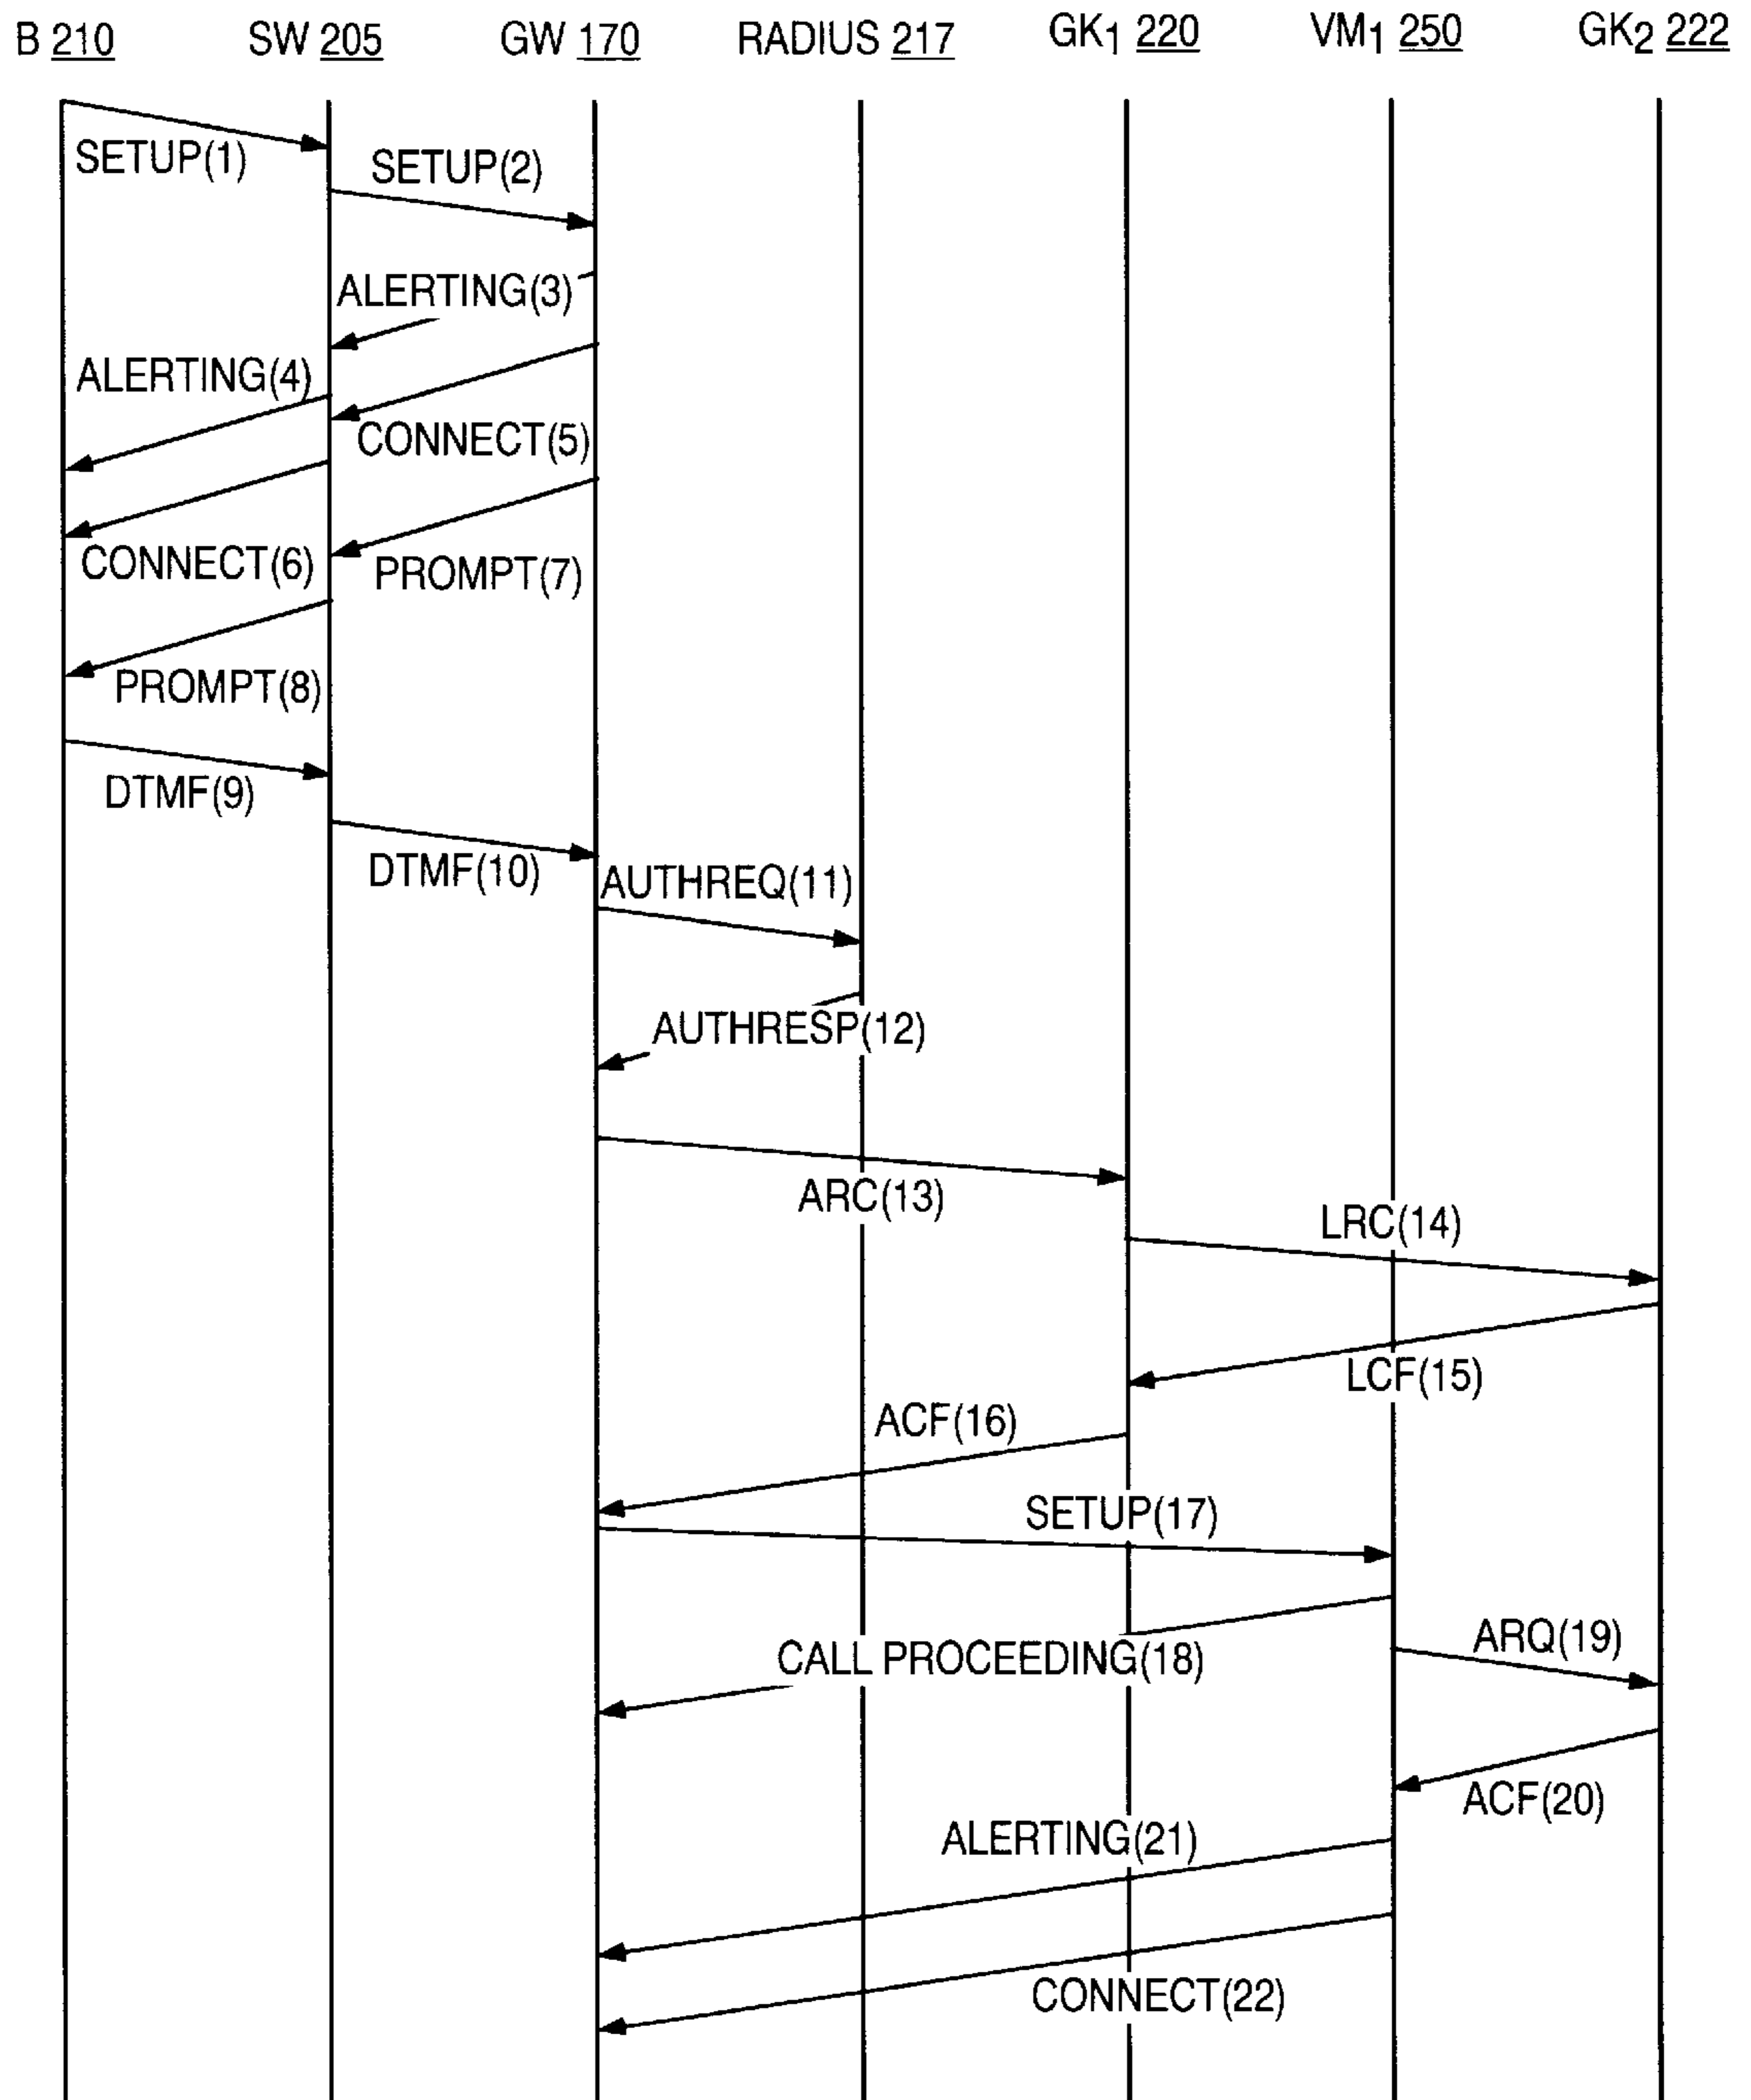 B 210 SW 205 GW 170 RADIUS 217 GK1 220 VM1 250 GK2 222
SETUP(1)
SETUP(2)
ALERTING(3)
ALERTING(4)
CONNECT(5)
CONNECT(6)
PROMPT(7)
PROMPT(8)
DTMF(9)
DTMF(10)
AUTHREQ(11)
AUTHRESP(12)
ARC(13)
LRC(14)
LCF(15)
ACF(16)
SETUP(17)
CALL PROCEEDING(18)
ARQ(19)
ACF(20)
ALERTING(21)
CONNECT(22)